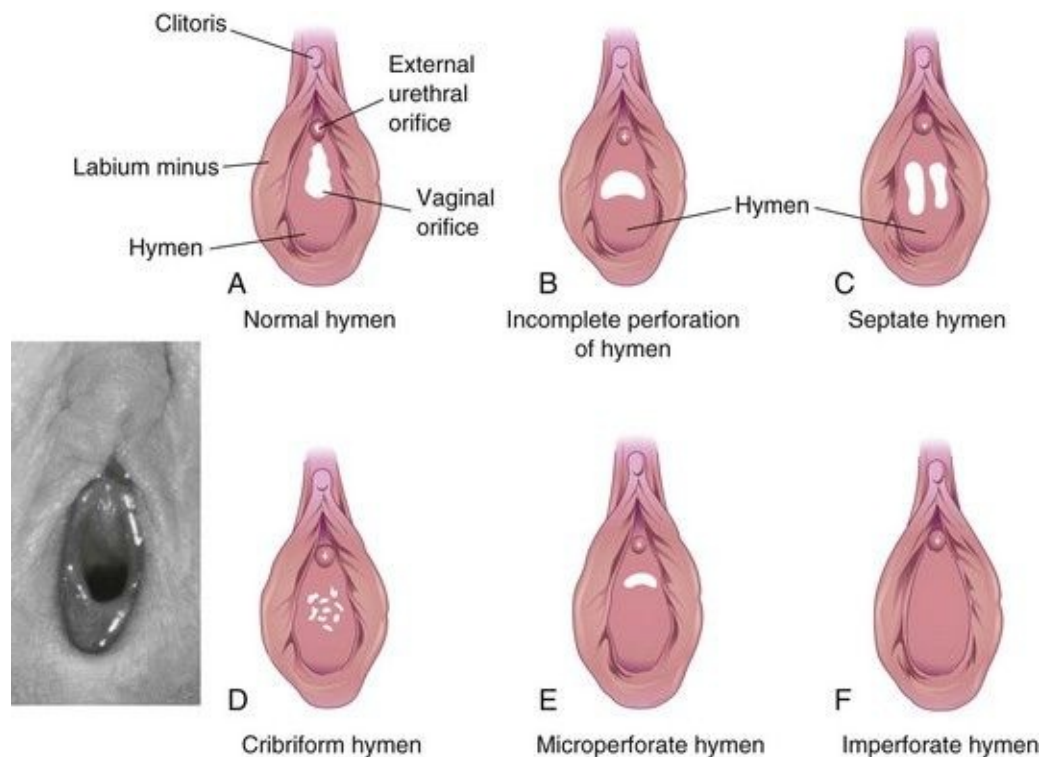 Clitoris
External
urethral
orifice
Labium minus
Vaginal
orifice
Hymen
Hymen
A
B
C
Normal hymen
Incomplete perforation
of hymen
Septate hymen
D
E
F
Cribriform hymen
Microperforate hymen
Imperforate hymen